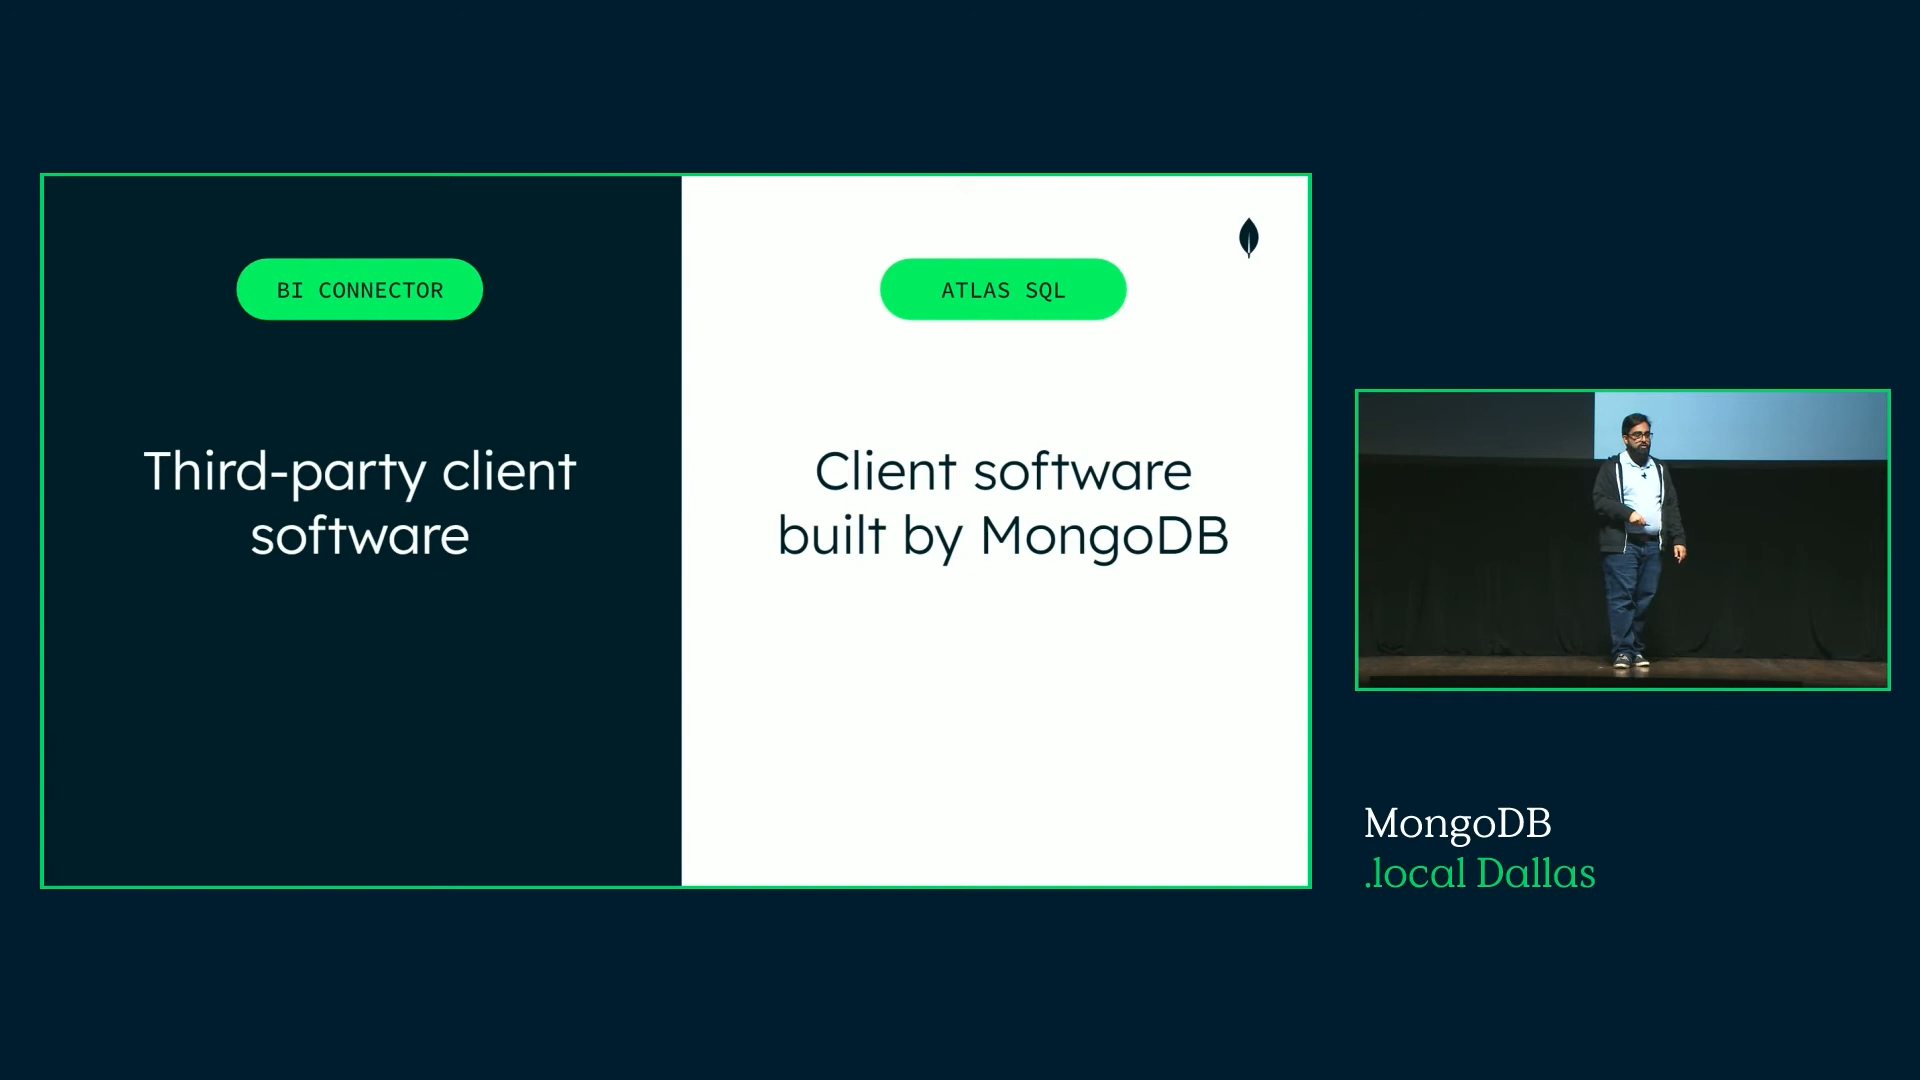 BI CONNECTOR
Third-party client
software
ATLAS SQL
Client software
built by MongoDB
MongoDB
.local Dallas